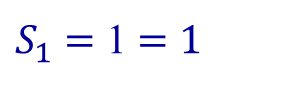 S₁ = 1 = 1